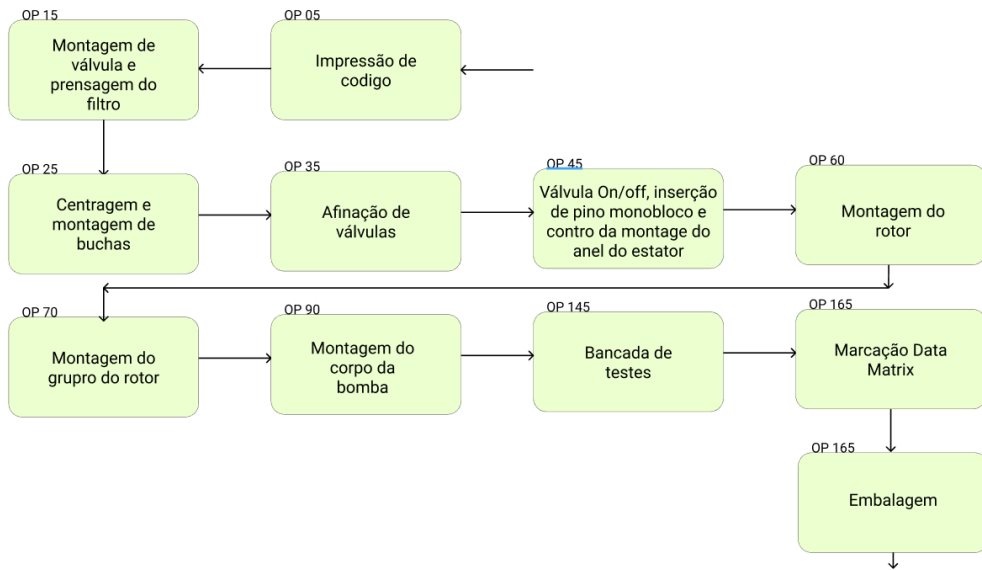 OP 15
Montagem de
válvula e
prensagem do
filtro
OP 05
Impressão de
codigo
OP 25
Centragem e
montagem de
buchas
OP 35
Afinação de
válvulas
OP 45
Válvula On/off, inserção
de pino monobloco e
contro da montage do
anel do estator
OP 60
Montagem do
rotor
OP 70
Montagem do
grupro do rotor
OP 90
Montagem do
corpo da
bomba
OP 145
Bancada de
testes
OP 165
Marcação Data
Matrix
OP 165
Embalagem